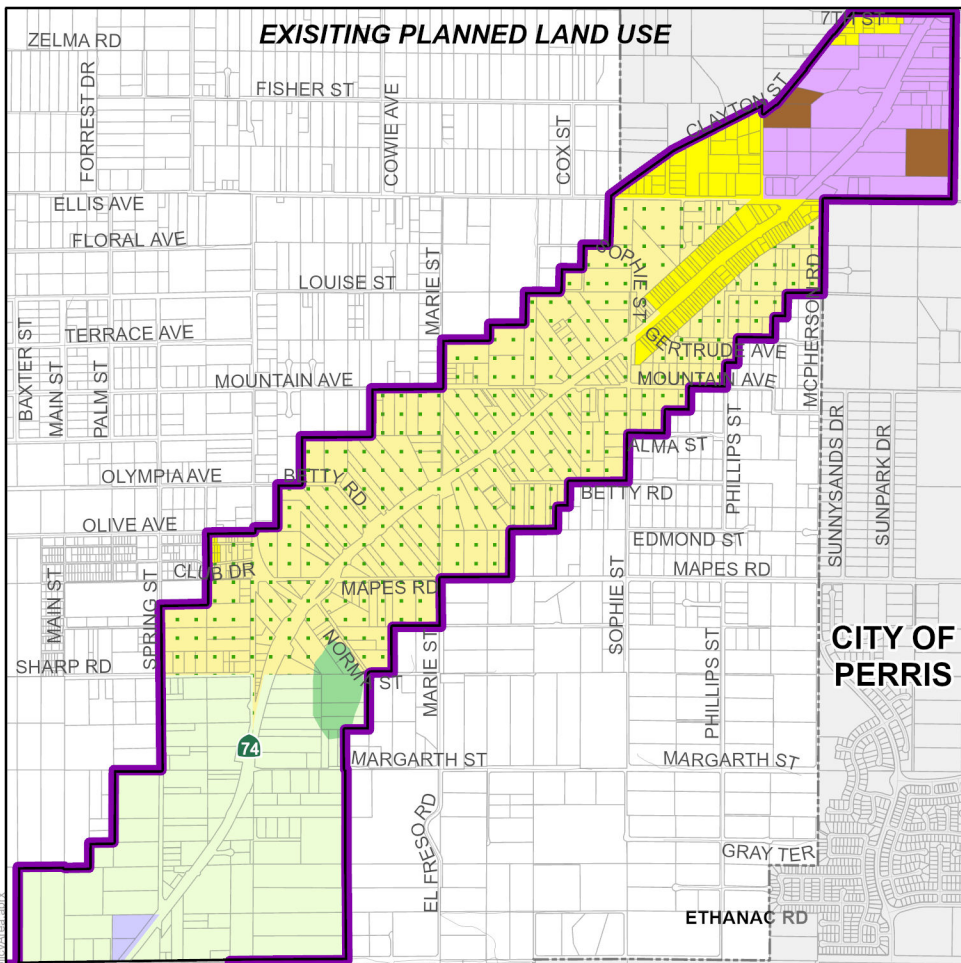 EXISITING PLANNED LAND USE
7TH ST
ZELMA RD
FISHER ST
FORREST DR
COWIE AVE
COX ST
CLAYTON ST
ELLIS AVE
FLORAL AVE
LOUISE ST
SOPHIE ST
MARIE ST
MCPHERSON RD
BAXTER ST
MAIN ST
PALM ST
TERRACE AVE
GERTRUDE AVE
MOUNTAIN AVE
MOUNTAIN AVE
ALMA ST
PHILLIPS ST
SUNNYSANDS DR
SUNPARK DR
OLYMPIA AVE
BETTY RD
BETTY RD
OLIVE AVE
EDMOND ST
CLUB DR
MAPES RD
MAPES RD
MAIN ST
SPRING ST
SOPHIE ST
NORMA ST
MARIE ST
PHILLIPS ST
CITY OF
PERRIS
SHARP RD
74
MARGARTH ST
MARGARTH ST
EL FRESO RD
GRAY TER
ETHANAC RD